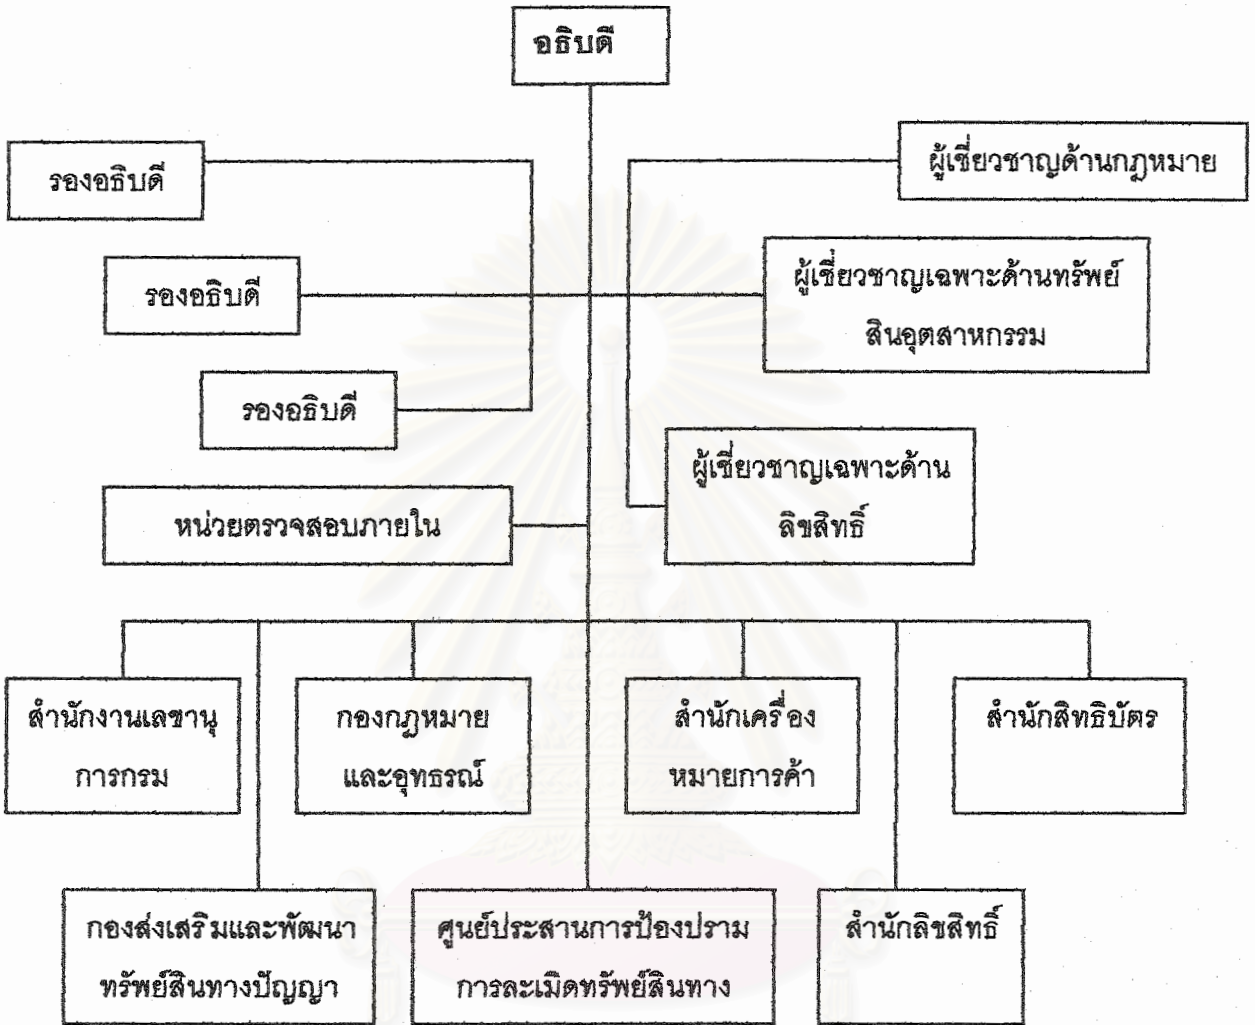 อธิบดี
รองอธิบดี
ผู้เชี่ยวชาญด้านกฎหมาย
รองอธิบดี
ผู้เชี่ยวชาญเฉพาะด้านทรัพย์
สินอุตสาหกรรม
รองอธิบดี
ผู้เชี่ยวชาญเฉพาะด้าน
ลิขสิทธิ์
หน่วยตรวจสอบภายใน
สำนักงานเลขานุ
การกรม
กองกฎหมาย
และอุทธรณ์
สำนักเครื่อง
หมายการค้า
สำนักสิทธิบัตร
กองส่งเสริมและพัฒนา
ทรัพย์สินทางปัญญา
ศูนย์ประสานการป้องปราม
การละเมิดทรัพย์สินทาง
สำนักลิขสิทธิ์